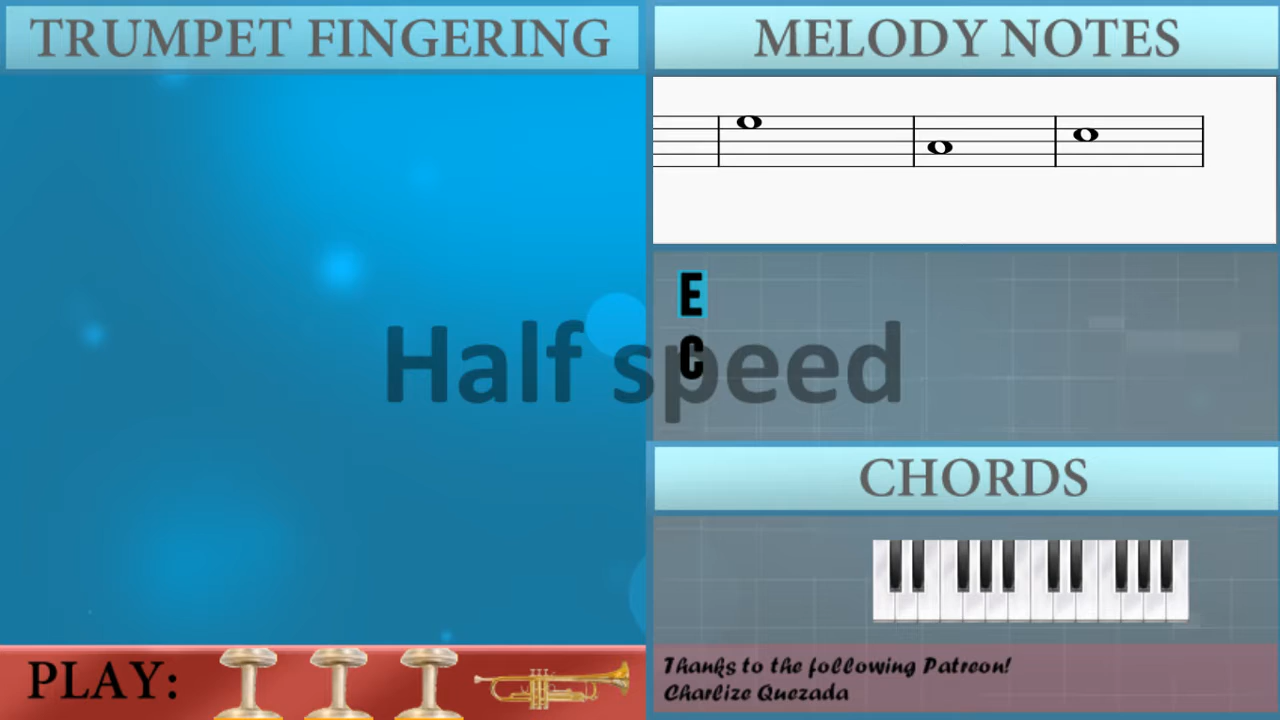 TRUMPET FINGERING
MELODY NOTES
E
C
Half speed
CHORDS
PLAY:
Thanks to the following Patreon!
Charlize Quezada